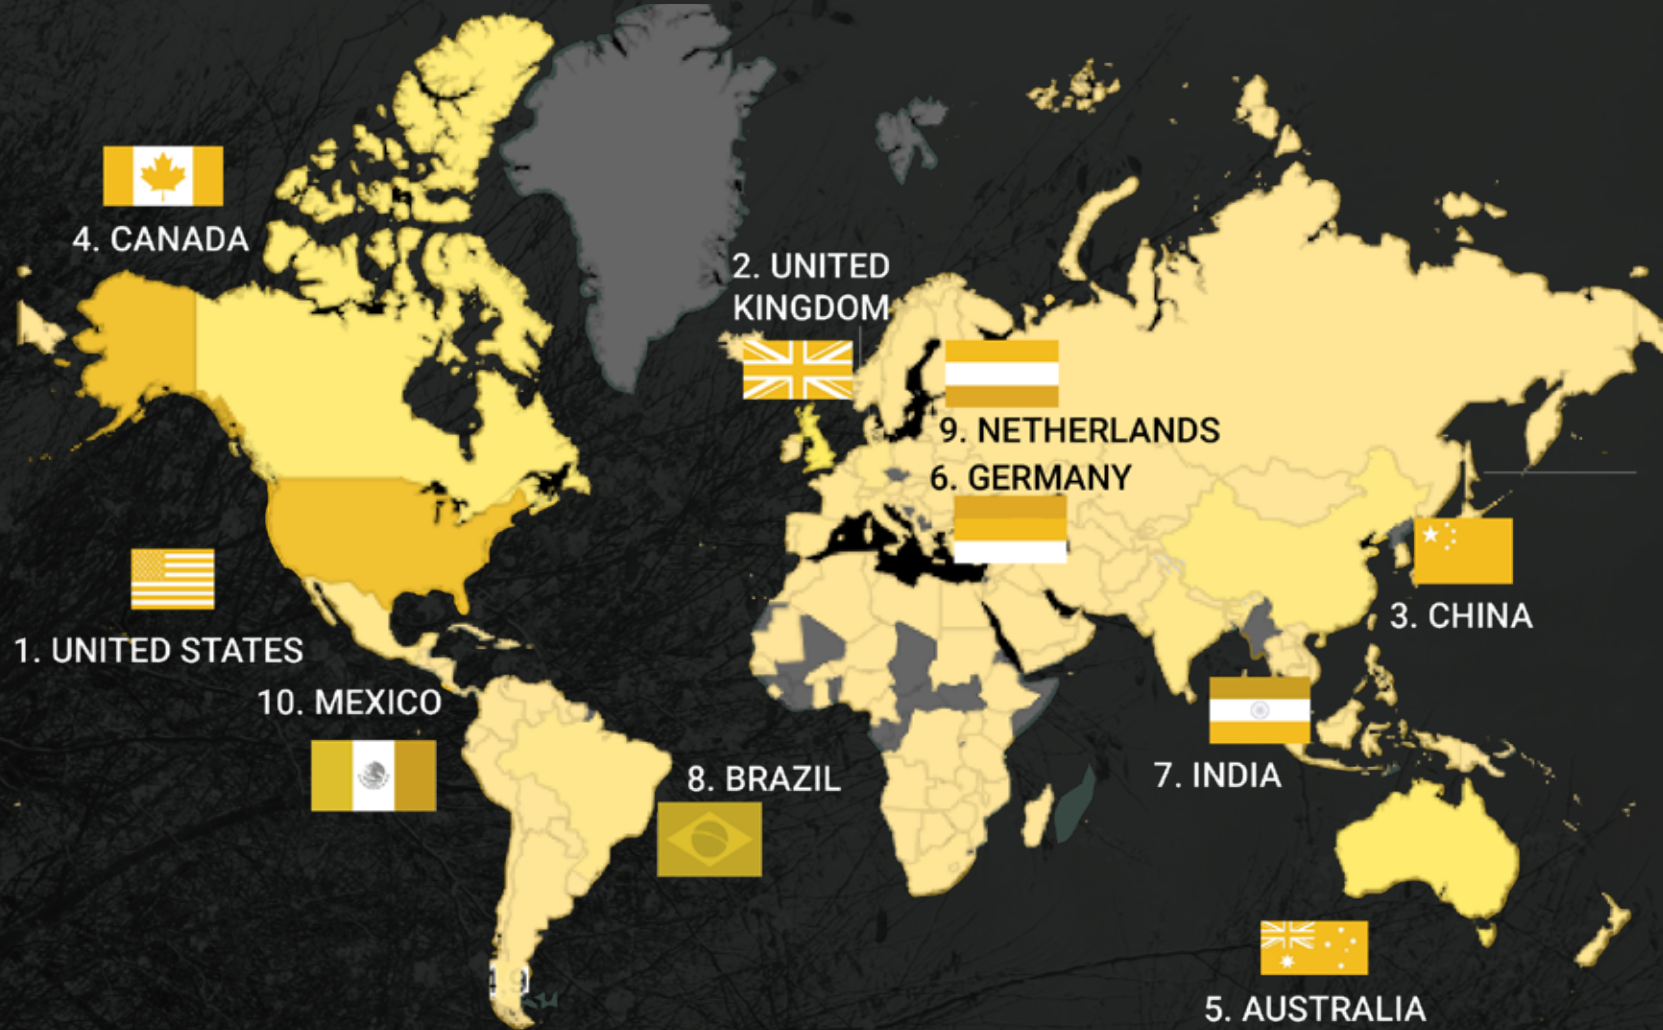 4. CANADA
2. UNITED
KINGDOM
9. NETHERLANDS
6. GERMANY
3. CHINA
1. UNITED STATES
10. MEXICO
8. BRAZIL
7. INDIA
5. AUSTRALIA